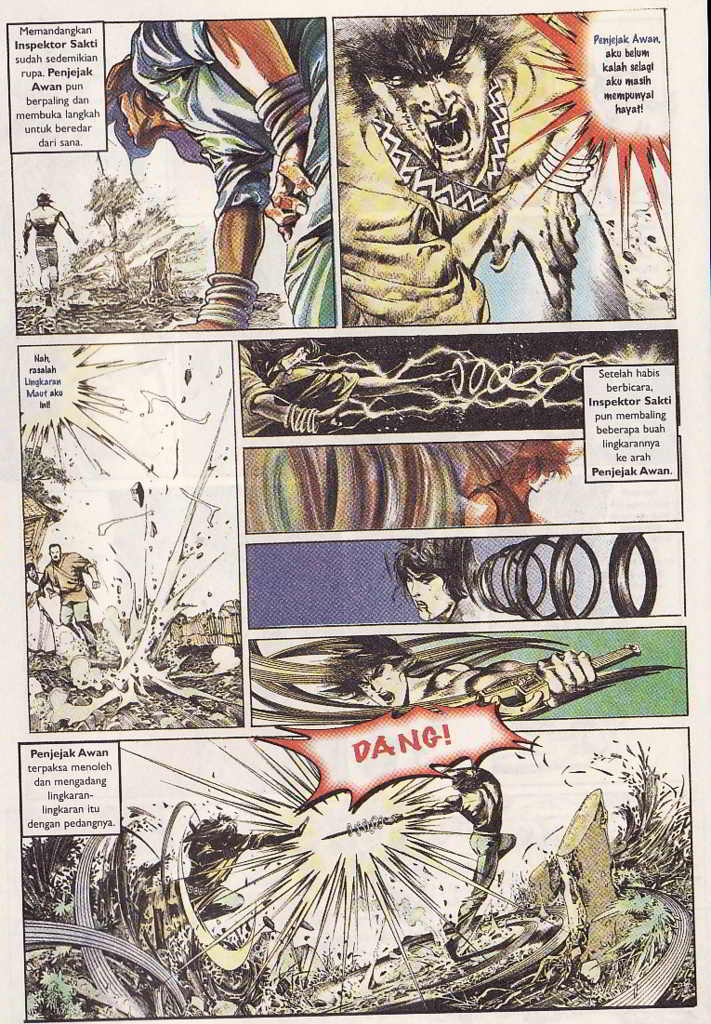 Memandangkan
Inspektor Sakti
sudah sedemikian
rupa. Penjejak
Awan pun
berpaling dan
membuka langkah
untuk beredar
dari sana.
Penjejak Awan,
aku belum
kalah selagi
aku masih
mempunyai
hayat!
Nah,
rasalah
Lingkaran
Maut aku
ini!
Setelah habis
berbicara,
Inspektor Sakti
pun membaling
beberapa buah
lingkarannya
ke arah
Penjejak Awan.
DANG!
Penjejak Awan
terpaksa menoleh
dan mengadang
lingkaran-
lingkaran itu
dengan pedangnya.